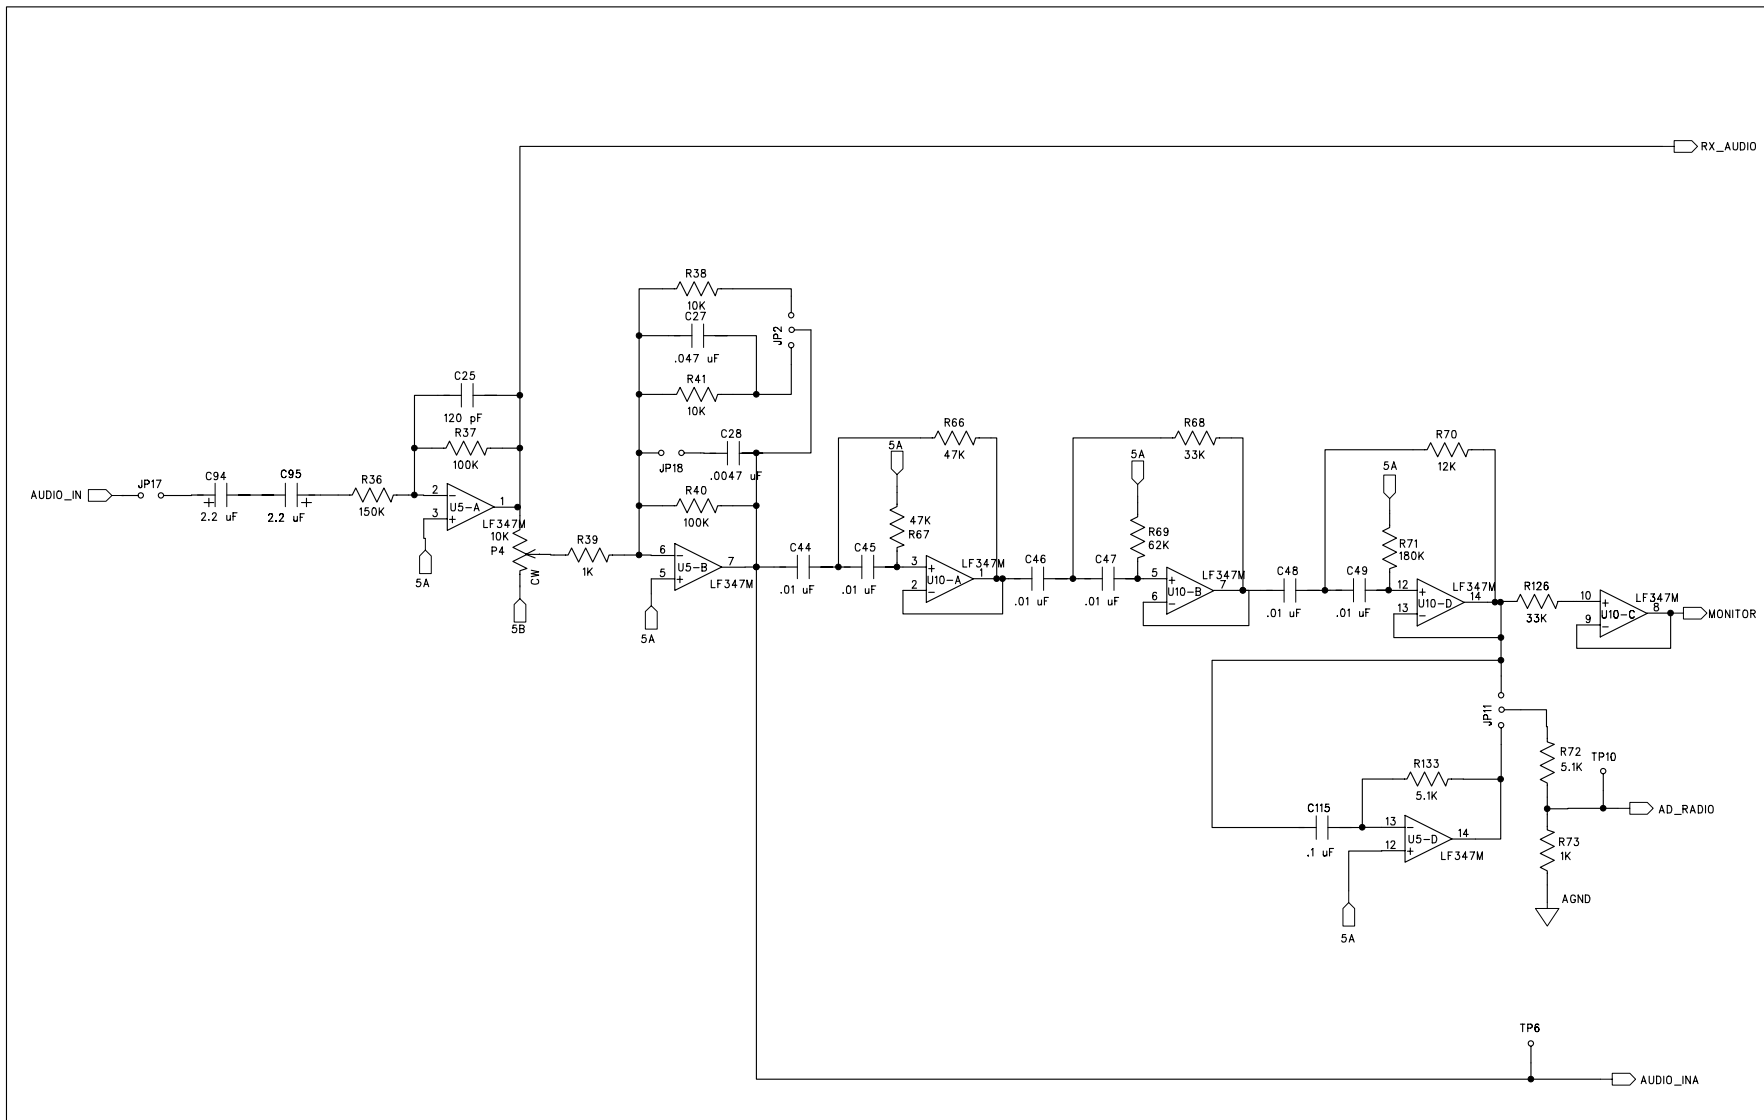 RX_AUDIO
R38
10K
C27
.047 uF
JP2
R41
10K
C25
120 pF
R37
100K
JP18
C28
.0047 uF
R40
100K
AUDIO_IN
JP17
C94
2.2 uF
C95
2.2 uF
R36
150K
2
3
1
U5-A
LF347M
5A
10K
P4
CW
5B
R39
1K
6
5
7
U5-B
LF347M
5A
C44
.01 uF
C45
.01 uF
R66
47K
5A
47K
R67
3
2
1
U10-A
LF347M
C46
.01 uF
C47
.01 uF
R68
33K
5A
R69
62K
5
6
7
U10-B
LF347M
C48
.01 uF
C49
.01 uF
R70
12K
5A
R71
180K
12
13
14
U10-D
LF347M
R126
33K
10
9
8
U10-C
LF347M
MONITOR
JP11
R72
5.1K
TP10
AD_RADIO
R73
1K
AGND
R133
5.1K
C115
.1 uF
13
12
14
U5-D
LF347M
5A
TP6
AUDIO_INA